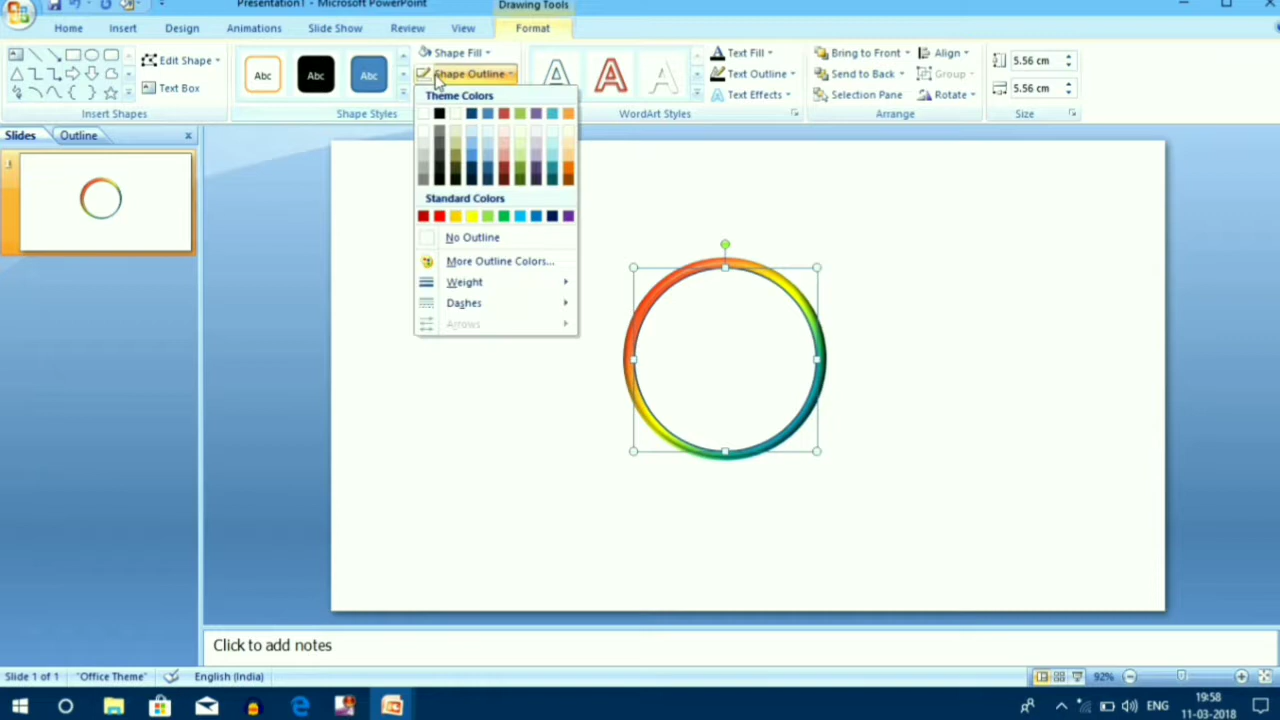 Presentation1 - Microsoft PowerPoint
Drawing Tools
Home
Insert
Design
Animations
Slide Show
Review
View
Format
Edit Shape
Text Box
Insert Shapes
Abc
Abc
Abc
Shape Fill
Shape Outline
Shape Styles
Text Fill
Text Outline
Text Effects
WordArt Styles
Bring to Front
Send to Back
Selection Pane
Align
Group
Rotate
Arrange
5.56 cm
5.56 cm
Size
Theme Colors
Standard Colors
No Outline
More Outline Colors...
Weight
Dashes
Arrows
Slides
Outline
1
Click to add notes
Slide 1 of 1
"Office Theme"
English (India)
92%
ENG
19:58
11-03-2018